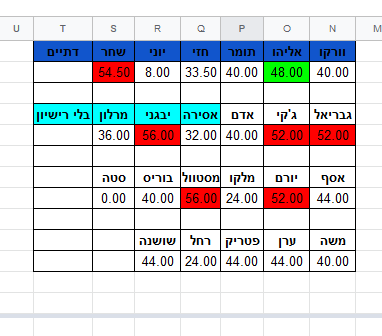 U T S R Q P O N M
וורקו אליהו תומר חזי יוני שחר דתיים
40.00 48.00 40.00 33.50 8.00 54.50
גבריאל ג'קי אדם אסירה יבגני מרלון בלי רישיון
52.00 52.00 40.00 32.00 56.00 36.00
אסף יורם מלקו מסטוול בוריס סטה
44.00 52.00 24.00 56.00 40.00 0.00
משה ערן פטריק רחל שושנה
40.00 44.00 44.00 24.00 44.00